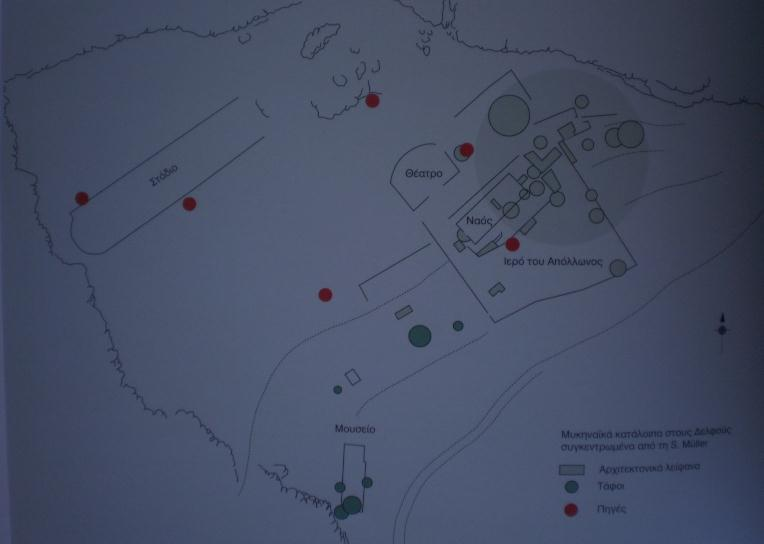 Στάδιο
Θέατρο
Ναός
Ιερό του Απόλλωνος
Μουσείο
Μυκηναϊκά κατάλοιπα στους Δελφούς
συγκεντρωμένα από τη S. Müller
Αρχιτεκτονικά λείψανα
Τάφοι
Πηγές